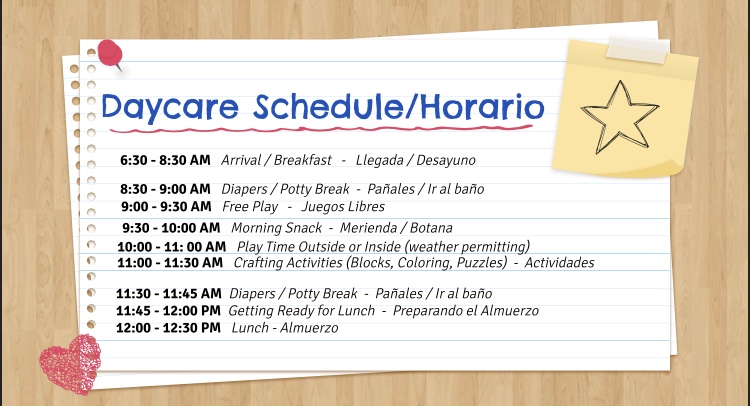 Daycare Schedule/Horario
6:30 - 8:30 AM Arrival / Breakfast - Llegada / Desayuno
8:30 - 9:00 AM Diapers / Potty Break - Pañales / Ir al baño
9:00 - 9:30 AM Free Play - Juegos Libres
9:30 - 10:00 AM Morning Snack - Merienda / Botana
10:00 - 11: 00 AM Play Time Outside or Inside (weather permitting)
11:00 - 11:30 AM Crafting Activities (Blocks, Coloring, Puzzles) - Actividades
11:30 - 11:45 AM Diapers / Potty Break - Pañales / Ir al baño
11:45 - 12:00 PM Getting Ready for Lunch - Preparando el Almuerzo
12:00 - 12:30 PM Lunch - Almuerzo